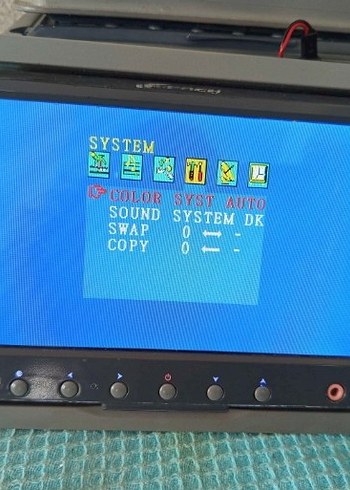 SYSTEM
COLOR SYST AUTO
SOUND SYSTEM DK
SWAP 0 ↔ -
COPY 0 ← -